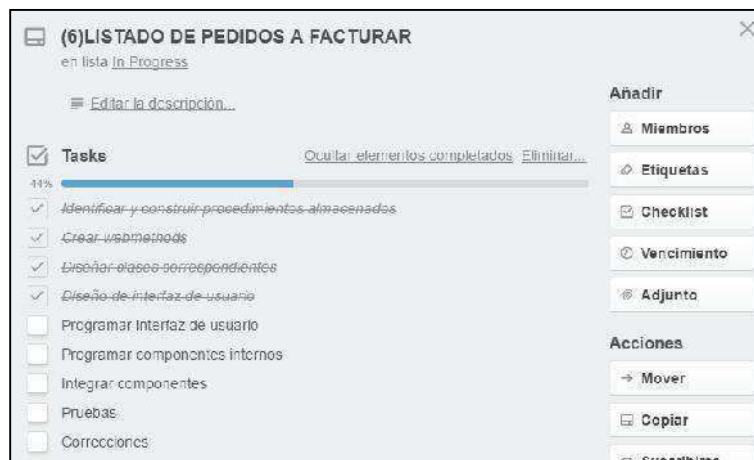 (6)LISTADO DE PEDIDOS A FACTURAR
en lista In Progress
Editar la descripción...
Tasks
Ocultar elementos completados Eliminar...
44%
Identificar y construir procedimientos almacenados
Crear webmethods
Diseñar clases correspondientes
Diseño de interfaz de usuario
Programar interfaz de usuario
Programar componentes internos
Integrar componentes
Pruebas
Correcciones
Añadir
Miembros
Etiquetas
Checklist
Vencimiento
Adjunto
Acciones
Mover
Copiar